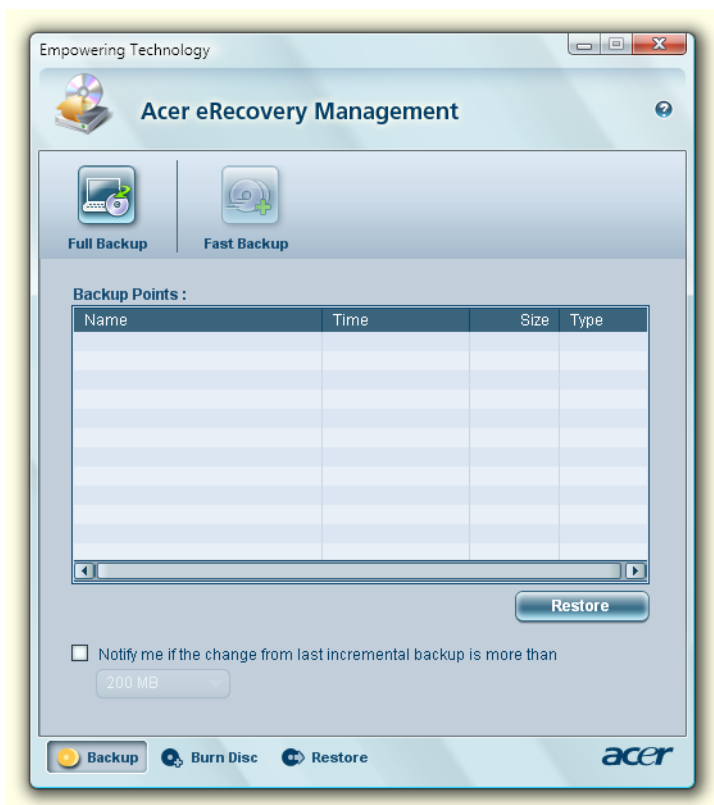 Empowering Technology
Acer eRecovery Management
Full Backup Fast Backup
Backup Points :
Name Time Size Type
Restore
Notify me if the change from last incremental backup is more than
200 MB
Backup Burn Disc Restore acer